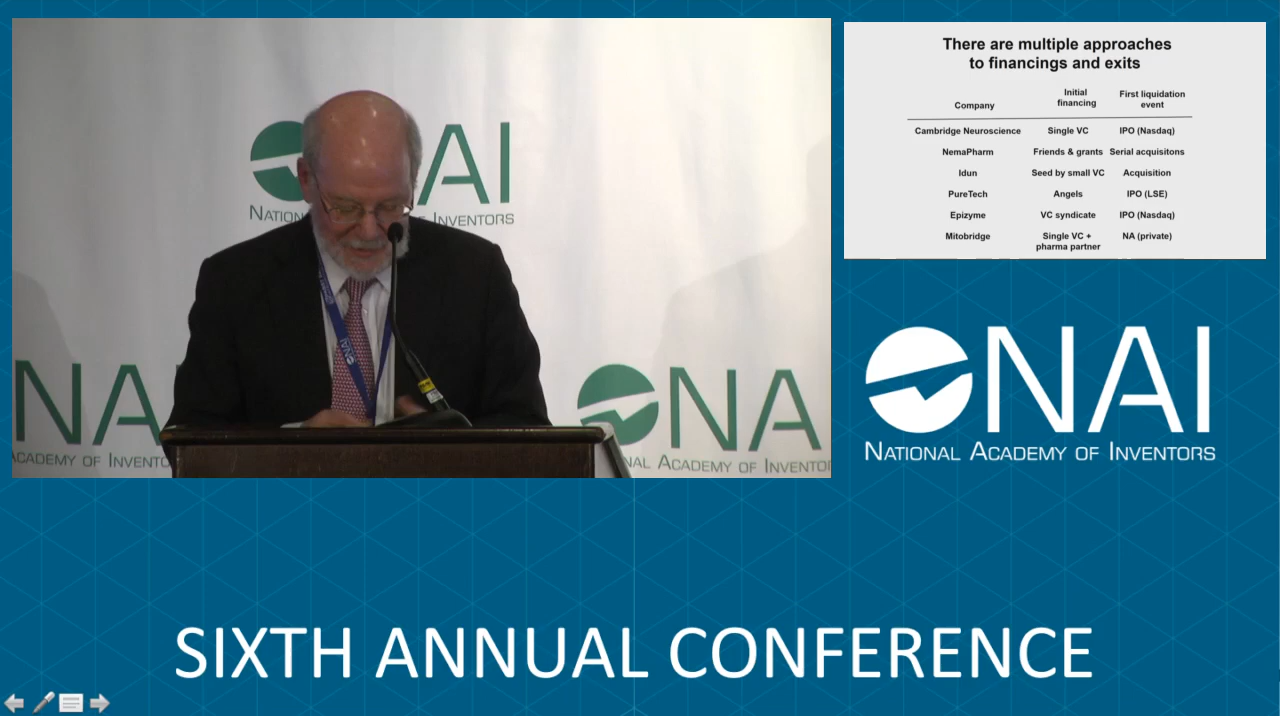 NAI
NATIONAL ACADEMY OF INVENTORS
NA
ACADEMY OF INVENTO
NA
NAL ACADEMY OF INVENTOR
There are multiple approaches
to financings and exits
Company Initial financing First liquidation event
Cambridge Neuroscience Single VC IPO (Nasdaq)
NemaPharm Friends & grants Serial acquisitons
Idun Seed by small VC Acquisition
PureTech Angels IPO (LSE)
Epizyme VC syndicate IPO (Nasdaq)
Mitobridge Single VC + pharma partner NA (private)
NAI
NATIONAL ACADEMY OF INVENTORS
SIXTH ANNUAL CONFERENCE